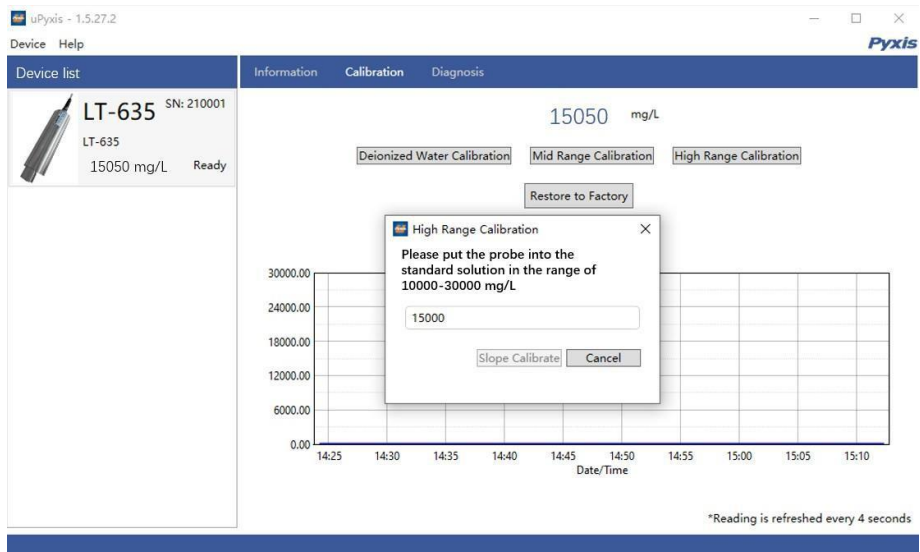 uPyxis - 1.5.27.2
Device Help
Pyxis
Device list
Information Calibration Diagnosis
LT-635 SN: 210001
LT-635
15050 mg/L Ready
15050 mg/L
Deionized Water Calibration Mid Range Calibration High Range Calibration
Restore to Factory
High Range Calibration
Please put the probe into the
standard solution in the range of
10000-30000 mg/L
15000
Slope Calibrate Cancel
30000.00
24000.00
18000.00
12000.00
6000.00
0.00
14:25 14:30 14:35 14:40 14:45 14:50 14:55 15:00 15:05 15:10
Date/Time
*Reading is refreshed every 4 seconds